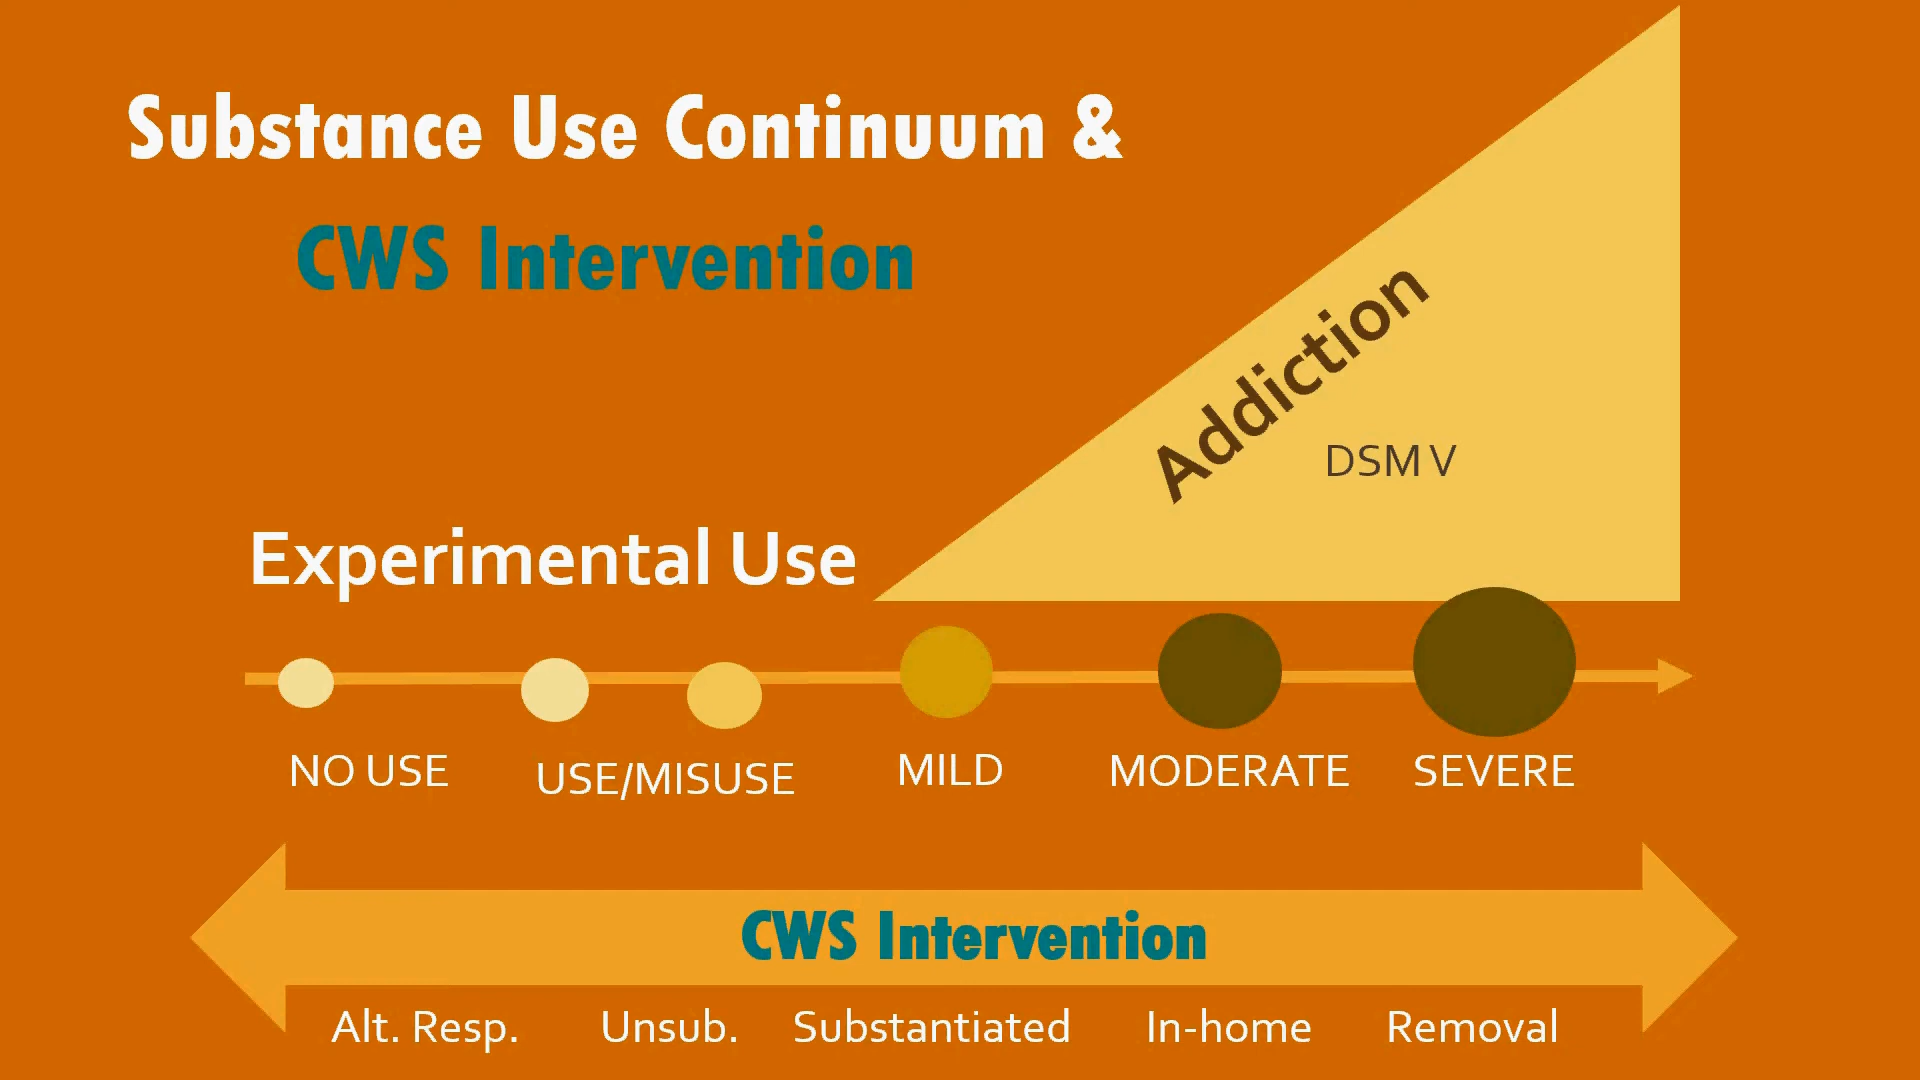 Substance Use Continuum &
CWS Intervention
Addiction
DSM V
Experimental Use
NO USE
USE/MISUSE
MILD
MODERATE
SEVERE
CWS Intervention
Alt. Resp.
Unsub.
Substantiated
In-home
Removal